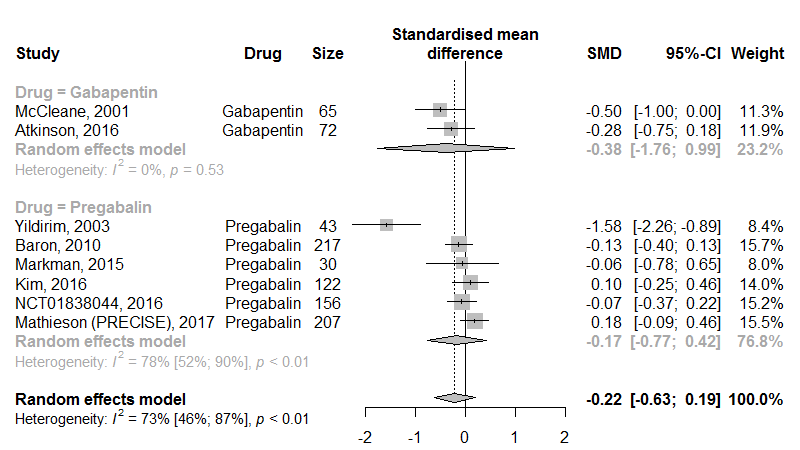 Standardised mean
Study Drug Size difference SMD 95%-CI Weight
Drug = Gabapentin
McCleane, 2001 Gabapentin 65 -0.50 [-1.00; 0.00] 11.3%
Atkinson, 2016 Gabapentin 72 -0.28 [-0.75; 0.18] 11.9%
Random effects model -0.38 [-1.76; 0.99] 23.2%
Heterogeneity: I² = 0%, p = 0.53
Drug = Pregabalin
Yildirim, 2003 Pregabalin 43 -1.58 [-2.26; -0.89] 8.4%
Baron, 2010 Pregabalin 217 -0.13 [-0.40; 0.13] 15.7%
Markman, 2015 Pregabalin 30 -0.06 [-0.78; 0.65] 8.0%
Kim, 2016 Pregabalin 122 0.10 [-0.25; 0.46] 14.0%
NCT01838044, 2016 Pregabalin 156 -0.07 [-0.37; 0.22] 15.2%
Mathieson (PRECISE), 2017 Pregabalin 207 0.18 [-0.09; 0.46] 15.5%
Random effects model -0.17 [-0.77; 0.42] 76.8%
Heterogeneity: I² = 78% [52%; 90%], p < 0.01
Random effects model -0.22 [-0.63; 0.19] 100.0%
Heterogeneity: I² = 73% [46%; 87%], p < 0.01
-2 -1 0 1 2